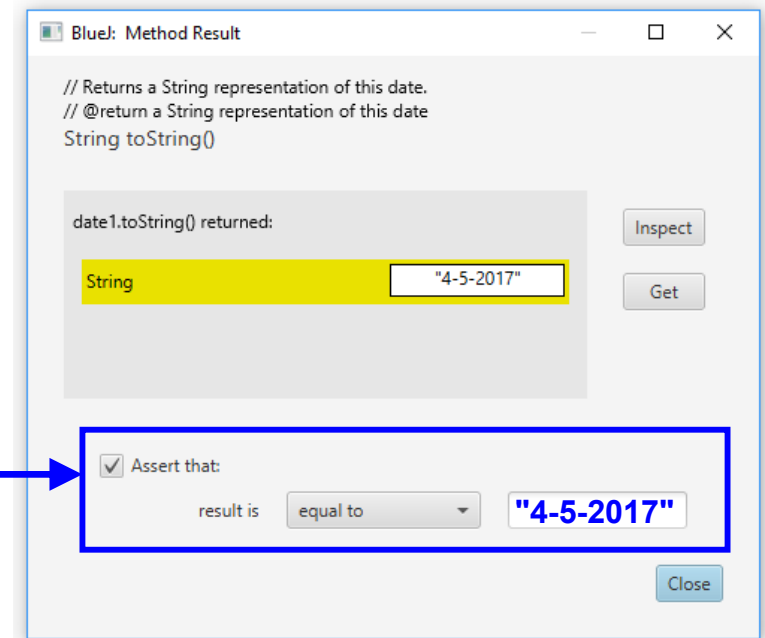 BlueJ: Method Result
// Returns a String representation of this date.
// @return a String representation of this date
String toString()
date1.toString() returned:
Inspect
String "4-5-2017"
Get
Assert that:
result is equal to "4-5-2017"
Close